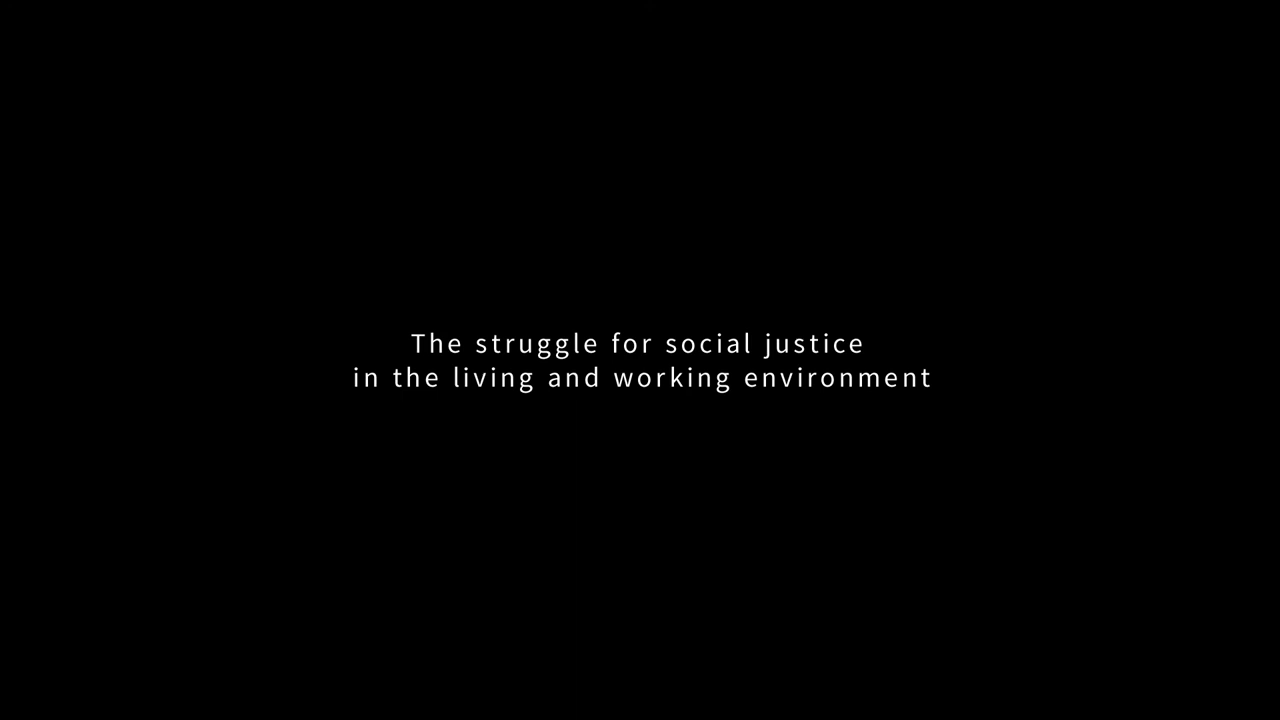 The struggle for social justice
in the living and working environment